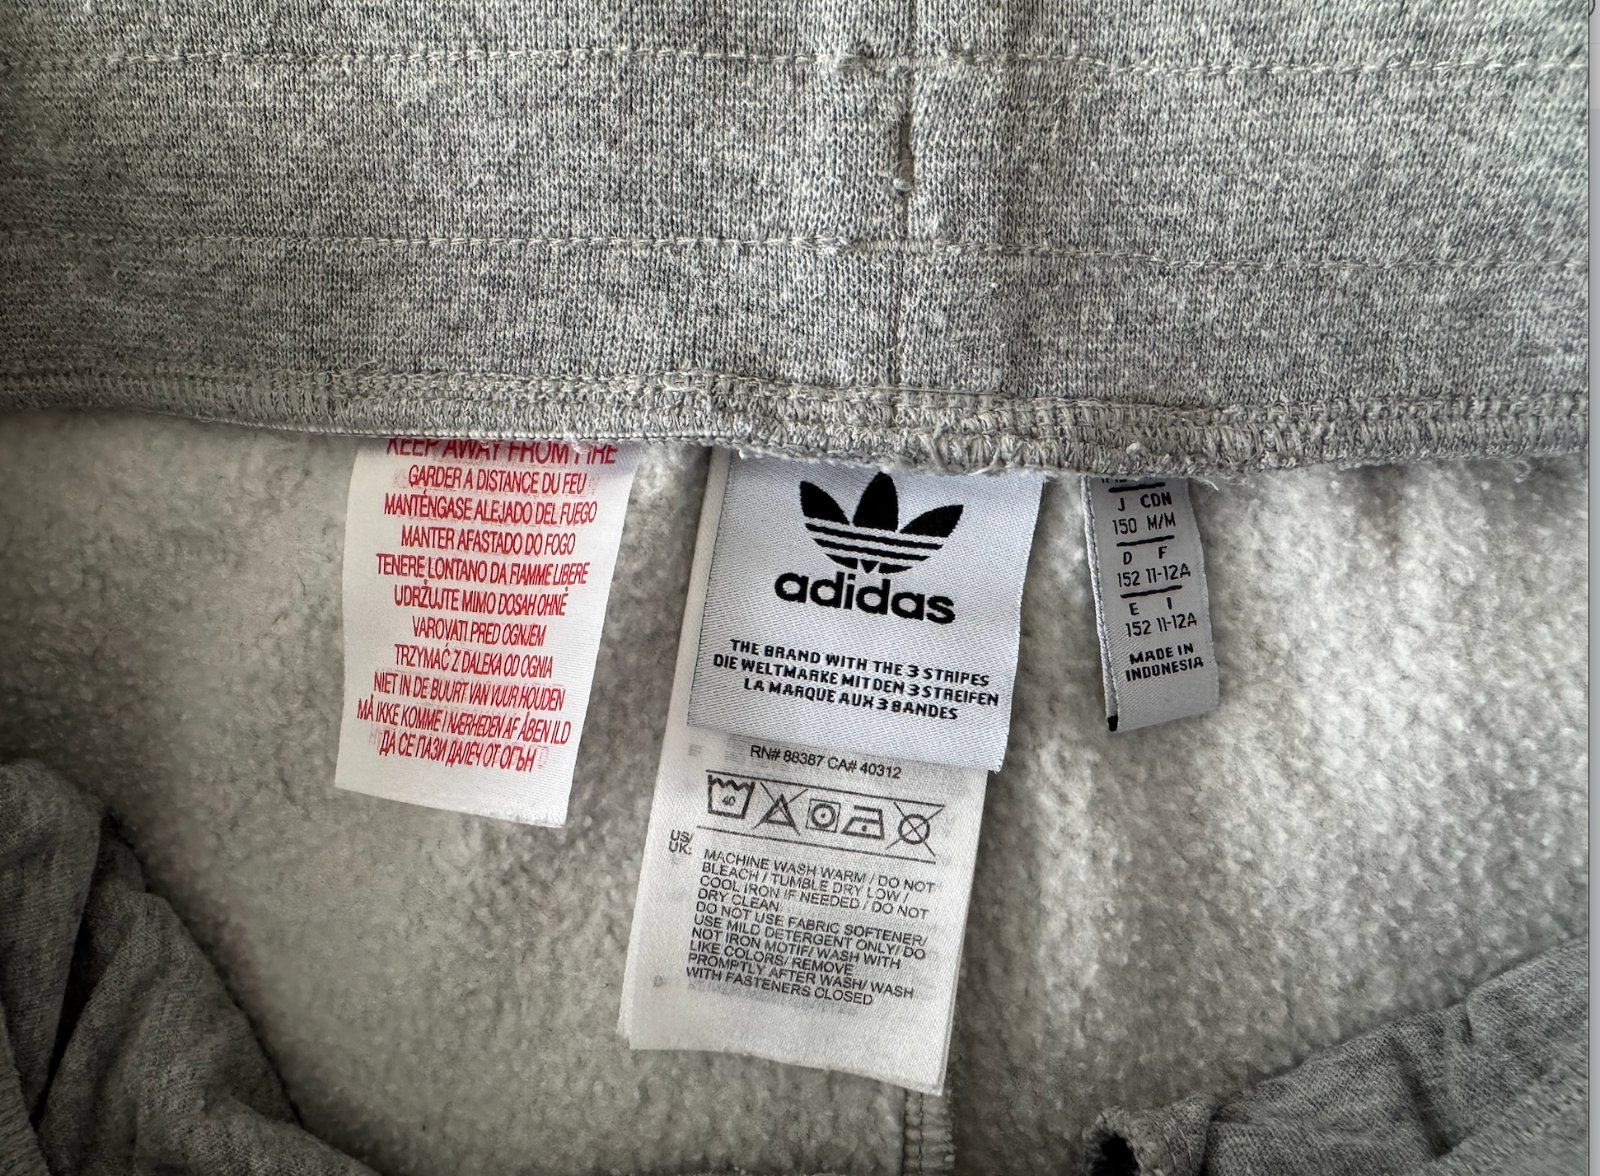 KEEP AWAY FROM FIRE
GARDER A DISTANCE DU FEU
MANTÉNGASE ALEJADO DEL FUEGO
MANTER AFASTADO DO FOGO
TENERE LONTANO DA FIAMME LIBERE
UDRŽUJTE MIMO DOSAH OHNĚ
VAROVATI PRED OGNJEM
TRZYMAĆ Z DALEKA OD OGNIA
NIET IN DE BUURT VAN VUUR HOUDEN
MÅ IKKE KOMME I NÆRHEDEN AF ÅBEN ILD
ДА СЕ ПАЗИ ДАЛЕЧ ОТ ОГЪН
adidas
THE BRAND WITH THE 3 STRIPES
DIE WELTMARKE MIT DEN 3 STREIFEN
LA MARQUE AUX 3 BANDES
RN# 88387 CA# 40312
40
US/
UK:
MACHINE WASH WARM / DO NOT
BLEACH / TUMBLE DRY LOW /
COOL IRON IF NEEDED / DO NOT
DRY CLEAN
DO NOT USE FABRIC SOFTENER/
USE MILD DETERGENT ONLY/ DO
NOT IRON MOTIF/ WASH WITH
LIKE COLORS/ REMOVE
PROMPTLY AFTER WASH/ WASH
WITH FASTENERS CLOSED
J CDN
150 M/M
D F
152 11-12A
E I
152 11-12A
MADE IN
INDONESIA